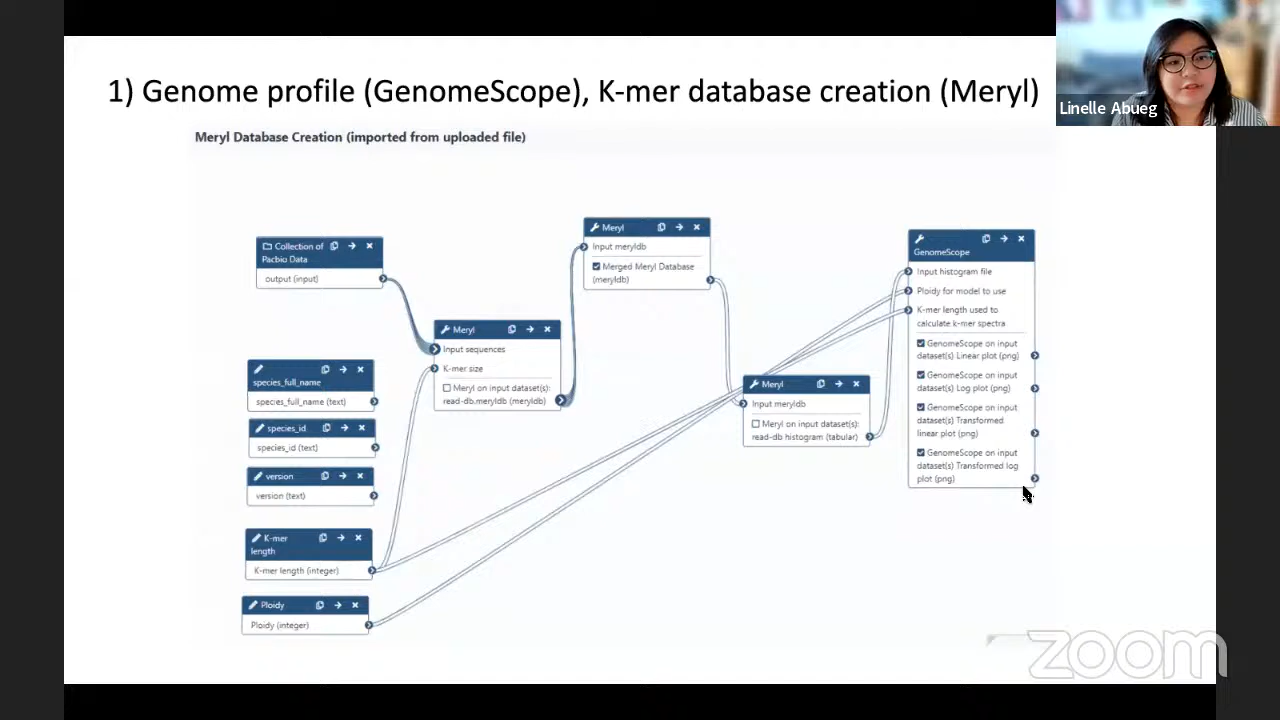 1) Genome profile (GenomeScope), K-mer database creation (Meryl)
Linelle Abueg
Meryl Database Creation (imported from uploaded file)
Collection of
Pacbio Data
output (input)
species_full_name
species_full_name (text)
species_id
species_id (text)
version
version (text)
K-mer
length
K-mer length (integer)
Ploidy
Ploidy (integer)
Meryl
Input sequences
K-mer size
Meryl on input dataset(s):
read-db.meryldb (meryldb)
Meryl
Input meryldb
Merged Meryl Database
(meryldb)
Meryl
Input meryldb
Meryl on input dataset(s):
read-db histogram (tabular)
GenomeScope
Input histogram file
Ploidy for model to use
K-mer length used to
calculate k-mer spectra
GenomeScope on input
dataset(s) Linear plot (png)
GenomeScope on input
dataset(s) Log plot (png)
GenomeScope on input
dataset(s) Transformed
linear plot (png)
GenomeScope on input
dataset(s) Transformed log
plot (png)
zoom